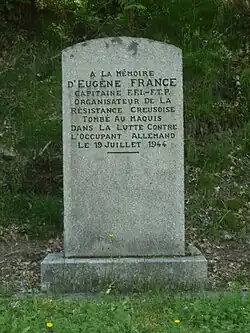 A LA MÉMOIRE
D'EUGÈNE FRANCE
CAPITAINE F.F.I.-F.T.P.
ORGANISATEUR DE LA
RÉSISTANCE CREUSOISE
TOMBÉ AU MAQUIS
DANS LA LUTTE CONTRE
L'OCCUPANT ALLEMAND
LE 19 JUILLET 1944